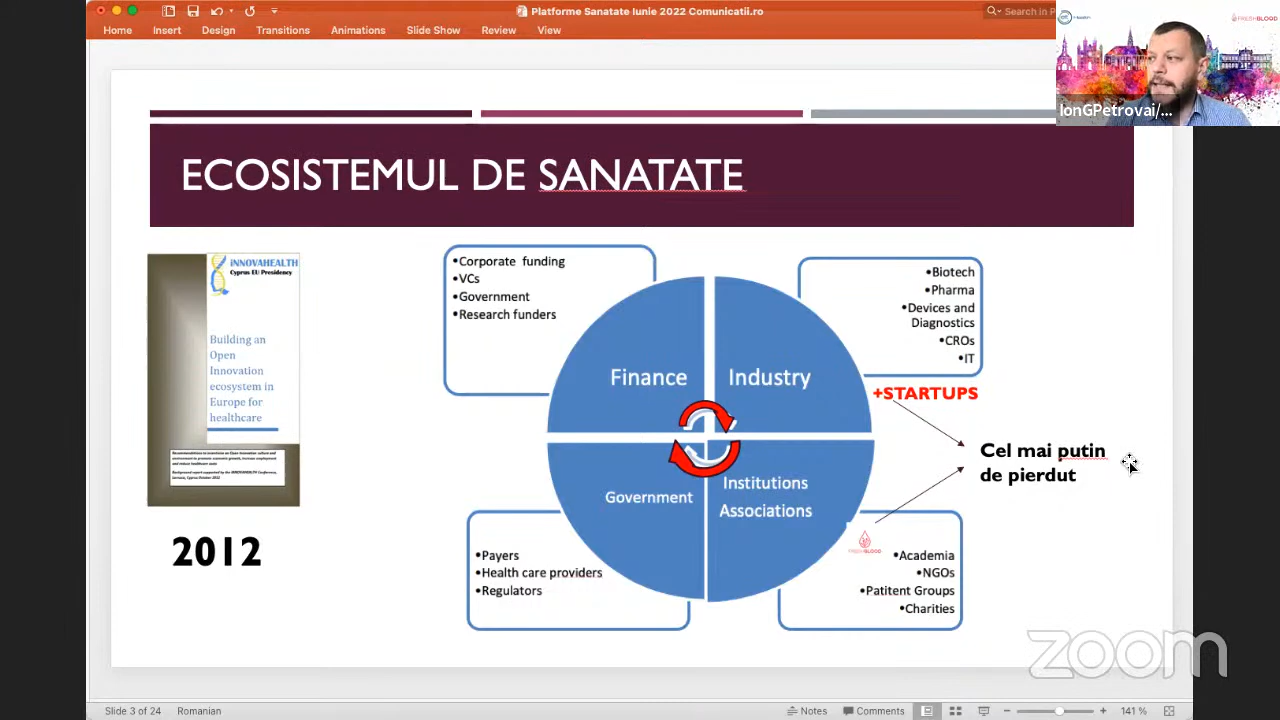 Platforme Sanatate Iunie 2022 Comunicatii.ro
Search in P
Home Insert Design Transitions Animations Slide Show Review View
FRESHBLOOD
IonGPetrovai/...
ECOSISTEMUL DE SANATATE
iNNOVAHEALTH
Cyprus EU Presidency
Building an
Open
Innovation
ecosystem in
Europe for
healthcare
2012
•Corporate funding
•VCs
•Government
•Research funders
•Biotech
•Pharma
•Devices and
Diagnostics
•CROs
•IT
Finance
Industry
+STARTUPS
Cel mai putin
de pierdut
Government
Institutions
Associations
•Payers
•Health care providers
•Regulators
FRESHBLOOD
•Academia
•NGOs
•Patitent Groups
•Charities
zoom
Slide 3 of 24 Romanian Notes Comments 141 %